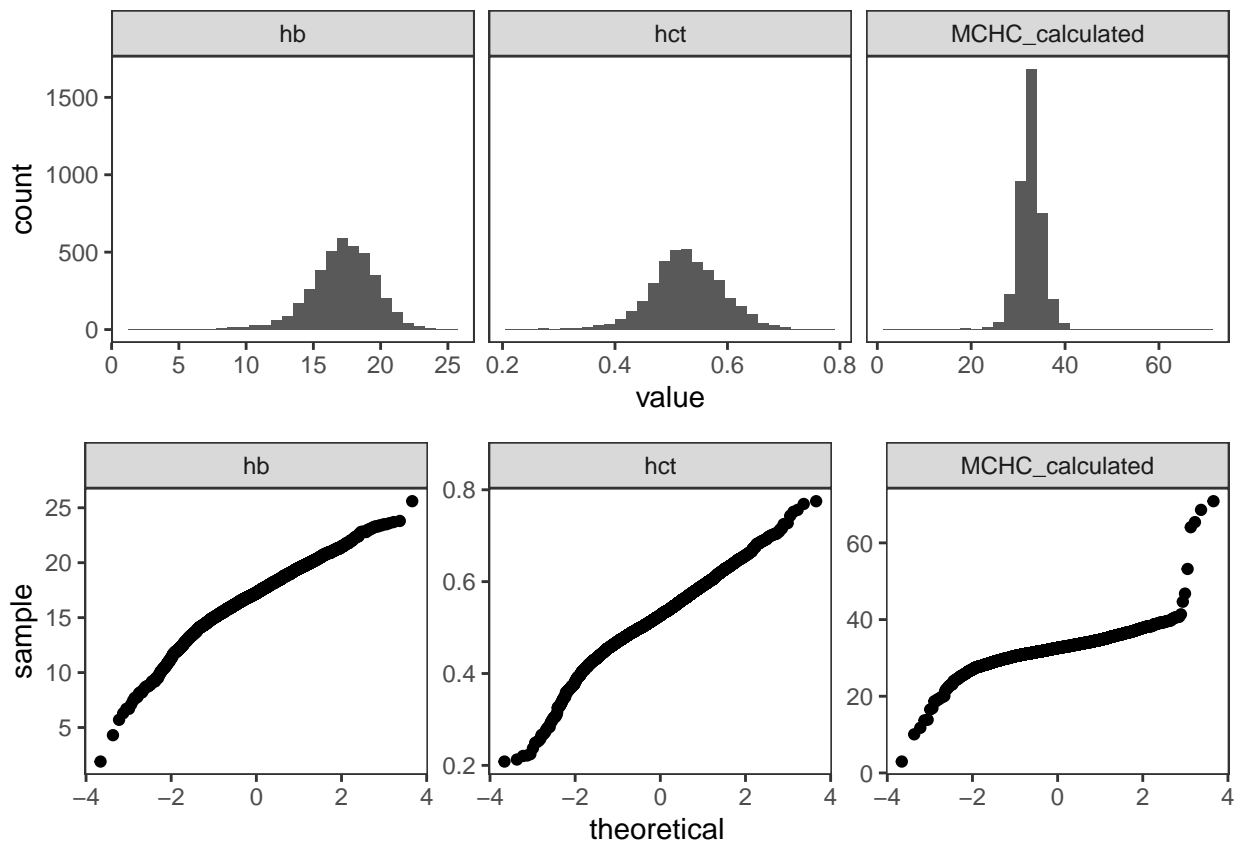 hb hct MCHC_calculated
1500
1000
500
0
count
0 5 10 15 20 25 0.2 0.4 0.6 0.8 0 20 40 60
value
hb hct MCHC_calculated
25
20
15
10
5
0.8
0.6
0.4
0.2
60
40
20
0
sample
−4 −2 0 2 4 −4 −2 0 2 4 −4 −2 0 2 4
theoretical